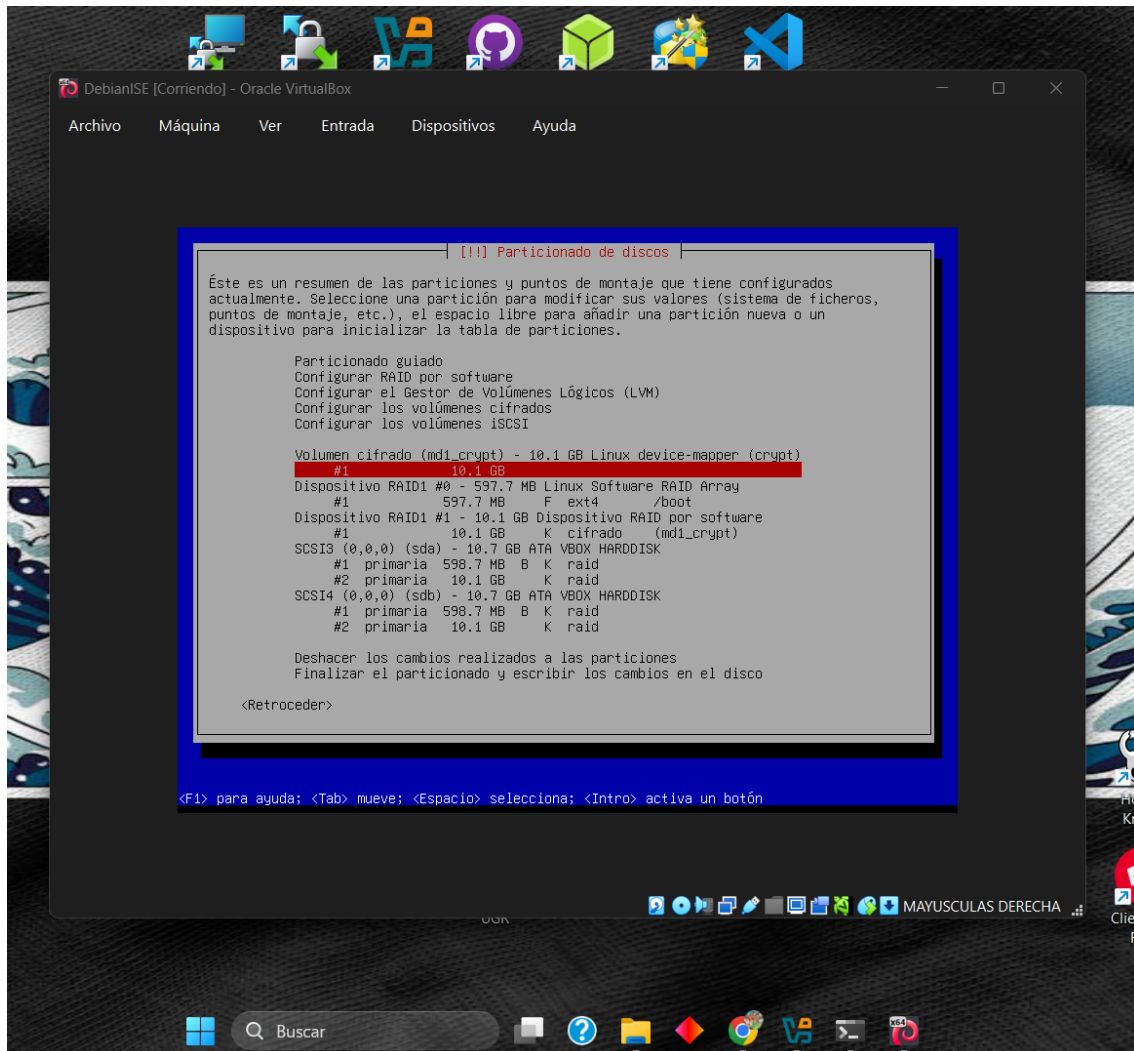 DebianISE [Corriendo] - Oracle VirtualBox
Archivo Máquina Ver Entrada Dispositivos Ayuda
[!!] Particionado de discos
Éste es un resumen de las particiones y puntos de montaje que tiene configurados
actualmente. Seleccione una partición para modificar sus valores (sistema de ficheros,
puntos de montaje, etc.), el espacio libre para añadir una partición nueva o un
dispositivo para inicializar la tabla de particiones.
Particionado guiado
Configurar RAID por software
Configurar el Gestor de Volúmenes Lógicos (LVM)
Configurar los volúmenes cifrados
Configurar los volúmenes iSCSI
Volumen cifrado (md1_crypt) - 10.1 GB Linux device-mapper (crypt)
#1 10.1 GB
Dispositivo RAID1 #0 - 597.7 MB Linux Software RAID Array
#1 597.7 MB F ext4 /boot
Dispositivo RAID1 #1 - 10.1 GB Dispositivo RAID por software
#1 10.1 GB K cifrado (md1_crypt)
SCSI3 (0,0,0) (sda) - 10.7 GB ATA VBOX HARDDISK
#1 primaria 598.7 MB B K raid
#2 primaria 10.1 GB K raid
SCSI4 (0,0,0) (sdb) - 10.7 GB ATA VBOX HARDDISK
#1 primaria 598.7 MB B K raid
#2 primaria 10.1 GB K raid
Deshacer los cambios realizados a las particiones
Finalizar el particionado y escribir los cambios en el disco
<Retroceder>
<F1> para ayuda; <Tab> mueve; <Espacio> selecciona; <Intro> activa un botón
MAYUSCULAS DERECHA
UGR
Buscar
x64